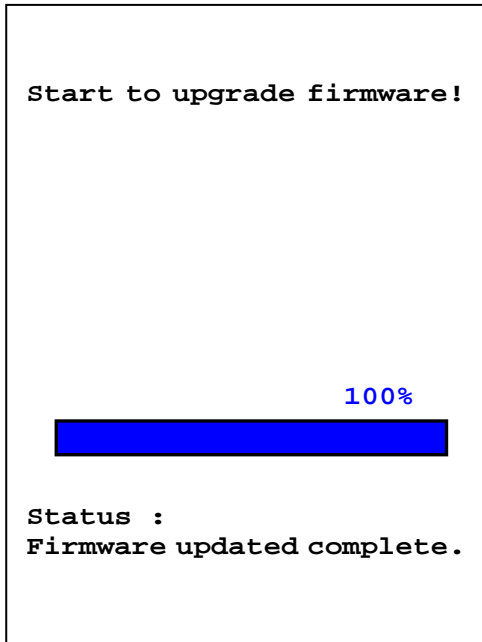 Start to upgrade firmware!
100%
Status :
Firmware updated complete.